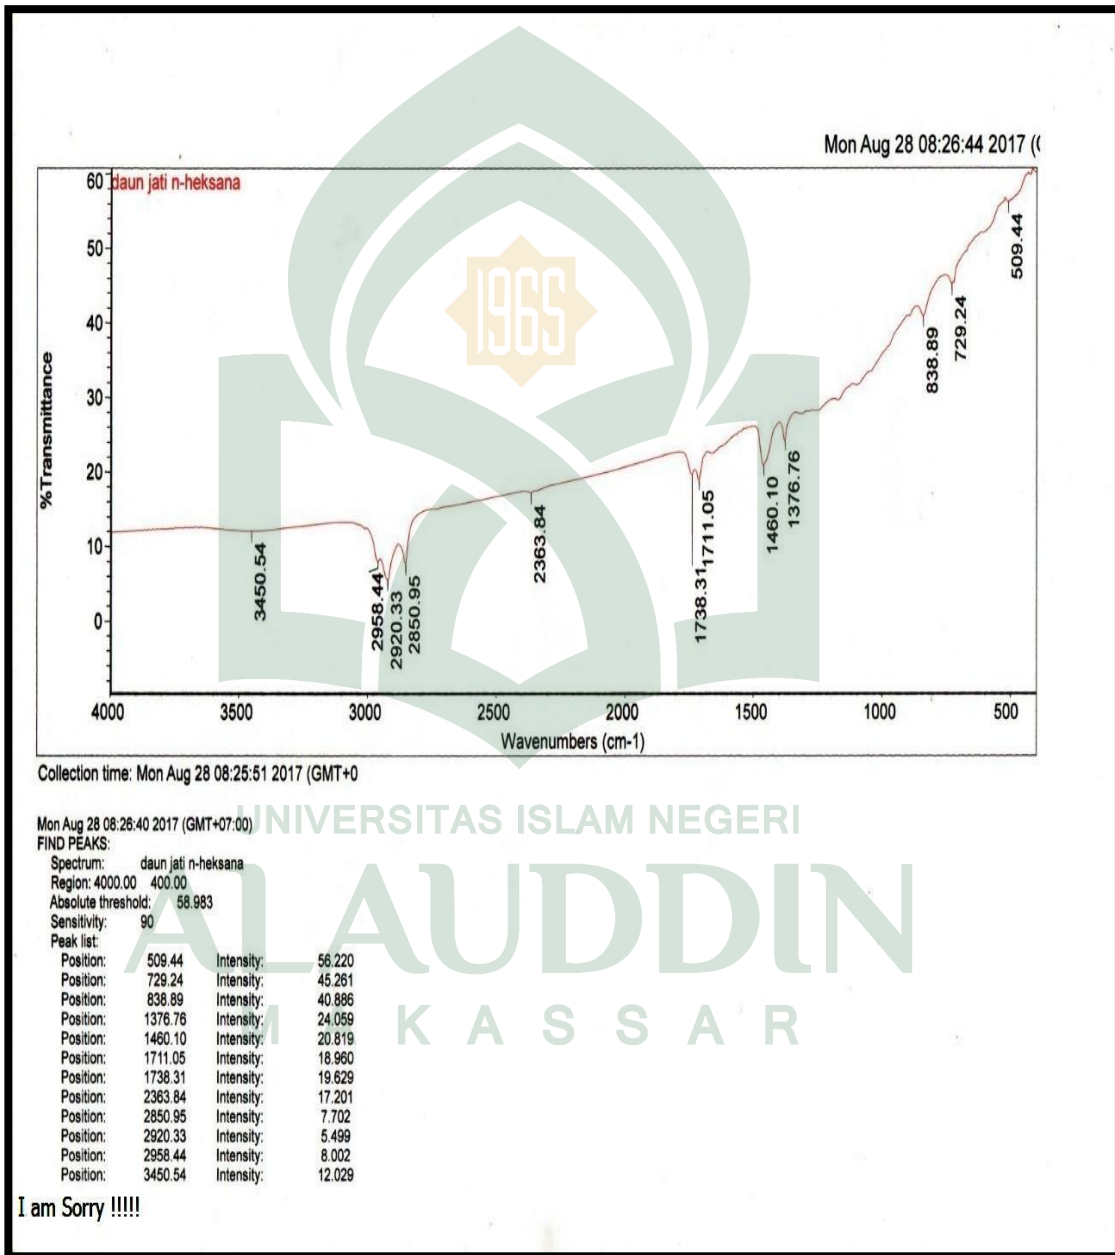 Mon Aug 28 08:26:44 2017 (
daun jati n-heksana
60
50
40
30
20
10
0
%Transmittance
1965
3450.54
2958.44
2920.33
2850.95
2363.84
1738.31
1711.05
1460.10
1376.76
838.89
729.24
509.44
4000 3500 3000 2500 2000 1500 1000 500
Wavenumbers (cm-1)
Collection time: Mon Aug 28 08:25:51 2017 (GMT+0
UNIVERSITAS ISLAM NEGERI
ALAUDDIN
MAKASSAR
Mon Aug 28 08:26:40 2017 (GMT+07:00)
FIND PEAKS:
Spectrum: daun jati n-heksana
Region: 4000.00 400.00
Absolute threshold: 58.983
Sensitivity: 90
Peak list:
Position: 509.44 Intensity: 56.220
Position: 729.24 Intensity: 45.261
Position: 838.89 Intensity: 40.886
Position: 1376.76 Intensity: 24.059
Position: 1460.10 Intensity: 20.819
Position: 1711.05 Intensity: 18.960
Position: 1738.31 Intensity: 19.629
Position: 2363.84 Intensity: 17.201
Position: 2850.95 Intensity: 7.702
Position: 2920.33 Intensity: 5.499
Position: 2958.44 Intensity: 8.002
Position: 3450.54 Intensity: 12.029
I am Sorry !!!!!